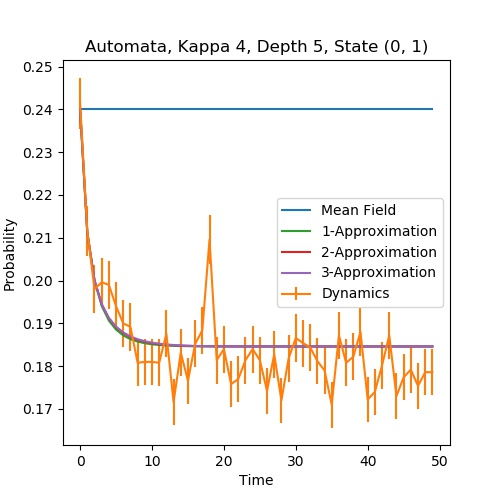 Automata, Kappa 4, Depth 5, State (0, 1)
0.25
0.24
0.23
0.22
0.21
0.20
0.19
0.18
0.17
Probability
Mean Field
1-Approximation
2-Approximation
3-Approximation
Dynamics
0
10
20
30
40
50
Time